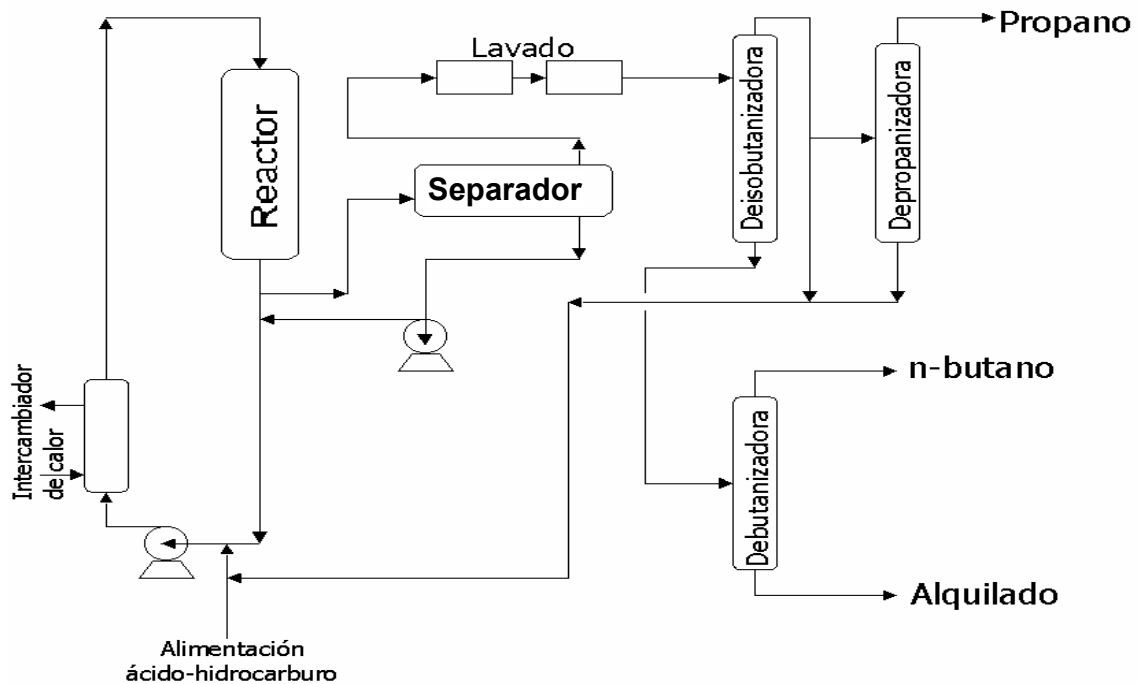 Propano
Lavado
Reactor
Separador
Deisobutanizadora
Depropanizadora
n-butano
Intercambiador
de calor
Debutanizadora
Alquilado
Alimentación
ácido-hidrocarburo